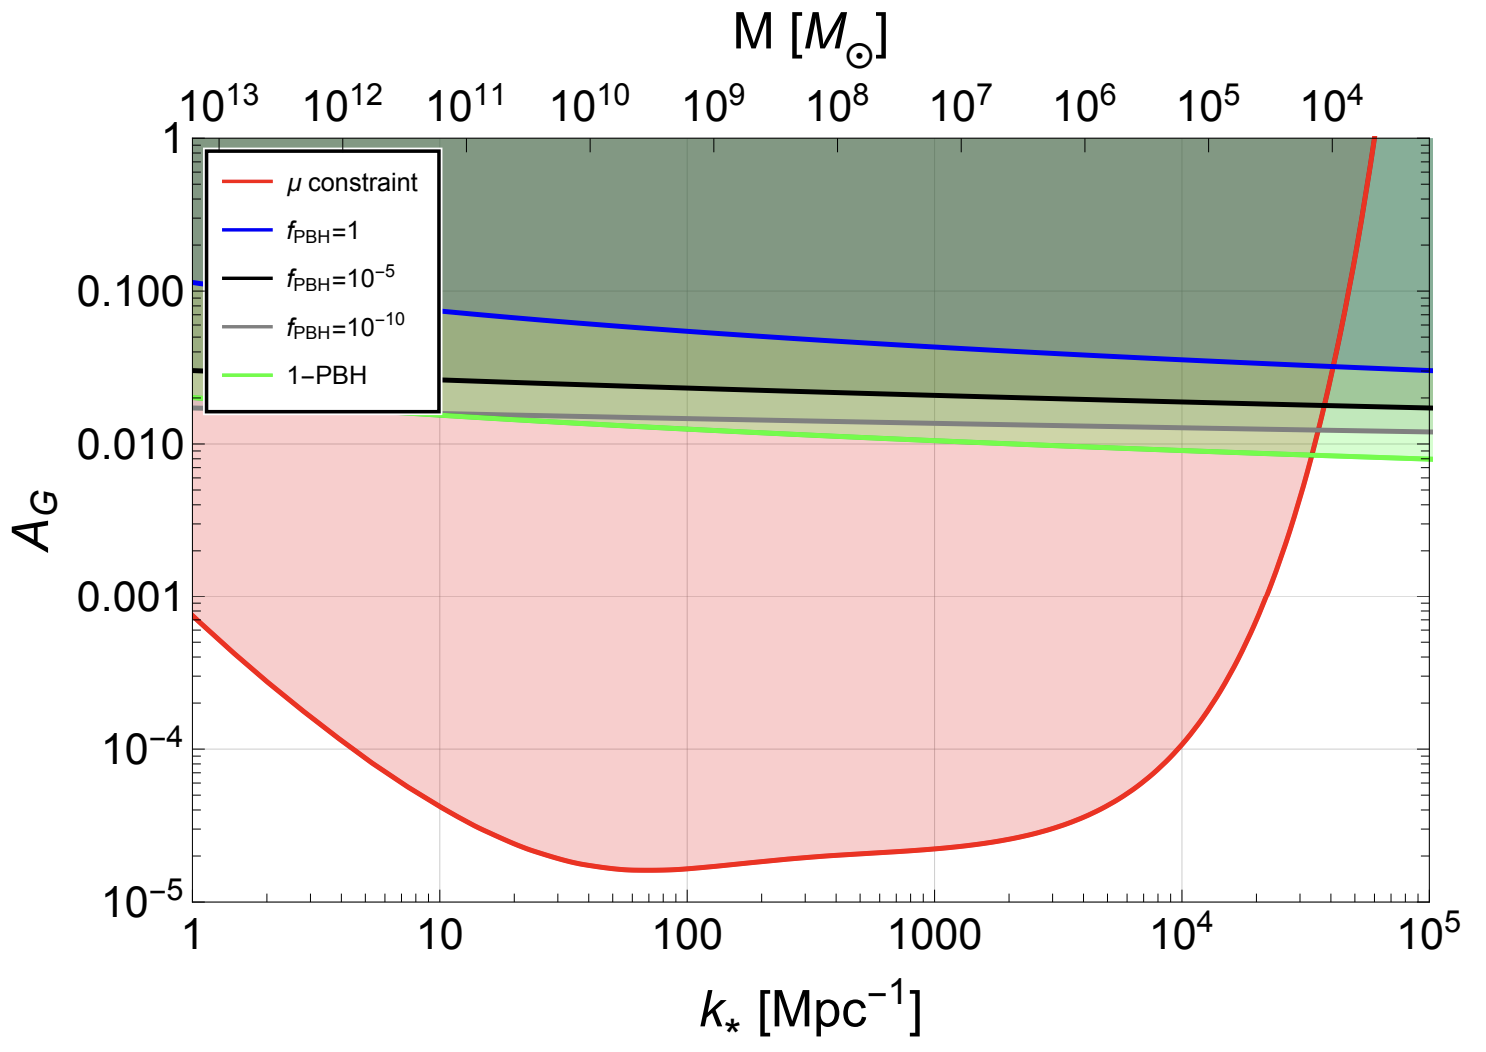 M [M⊙]
10¹³ 10¹² 10¹¹ 10¹⁰ 10⁹ 10⁸ 10⁷ 10⁶ 10⁵ 10⁴
1
μ constraint
f_PBH=1
f_PBH=10⁻⁵
f_PBH=10⁻¹⁰
1−PBH
0.100
0.010
0.001
10⁻⁴
10⁻⁵
A_G
1 10 100 1000 10⁴ 10⁵
k_* [Mpc⁻¹]